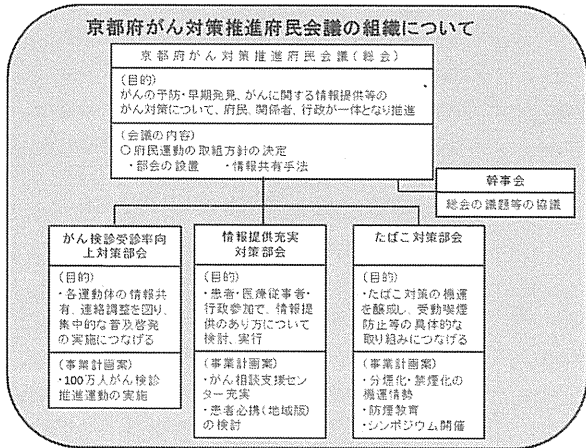 京都府がん対策推進府民会議の組織について
京都府がん対策推進府民会議(総会)
(目的)
がんの予防・早期発見、がんに関する情報提供等の
がん対策について、府民、関係者、行政が一体となり推進
(会議の内容)
○府民運動の取組方針の決定
・部会の設置 ・情報共有手法
幹事会
総会の議題等の協議
がん検診受診率向
上対策部会
(目的)
・各運動体の情報共
有、連絡調整を図り、
集中的な普及啓発
の実施につなげる
(事業計画案)
・100万人がん検診
推進運動の実施
情報提供充実
対策部会
(目的)
・患者・医療従事者・
行政参加で、情報提
供のあり方について
検討、実行
(事業計画案)
・がん相談支援セン
ター充実
・患者必携(地域版)
の検討
たばこ対策部会
(目的)
・たばこ対策の機運
を醸成し、受動喫煙
防止等の具体的な
取り組みにつなげる
(事業計画案)
・分煙化・禁煙化の
機運情勢
・防煙教育
・シンポジウム開催